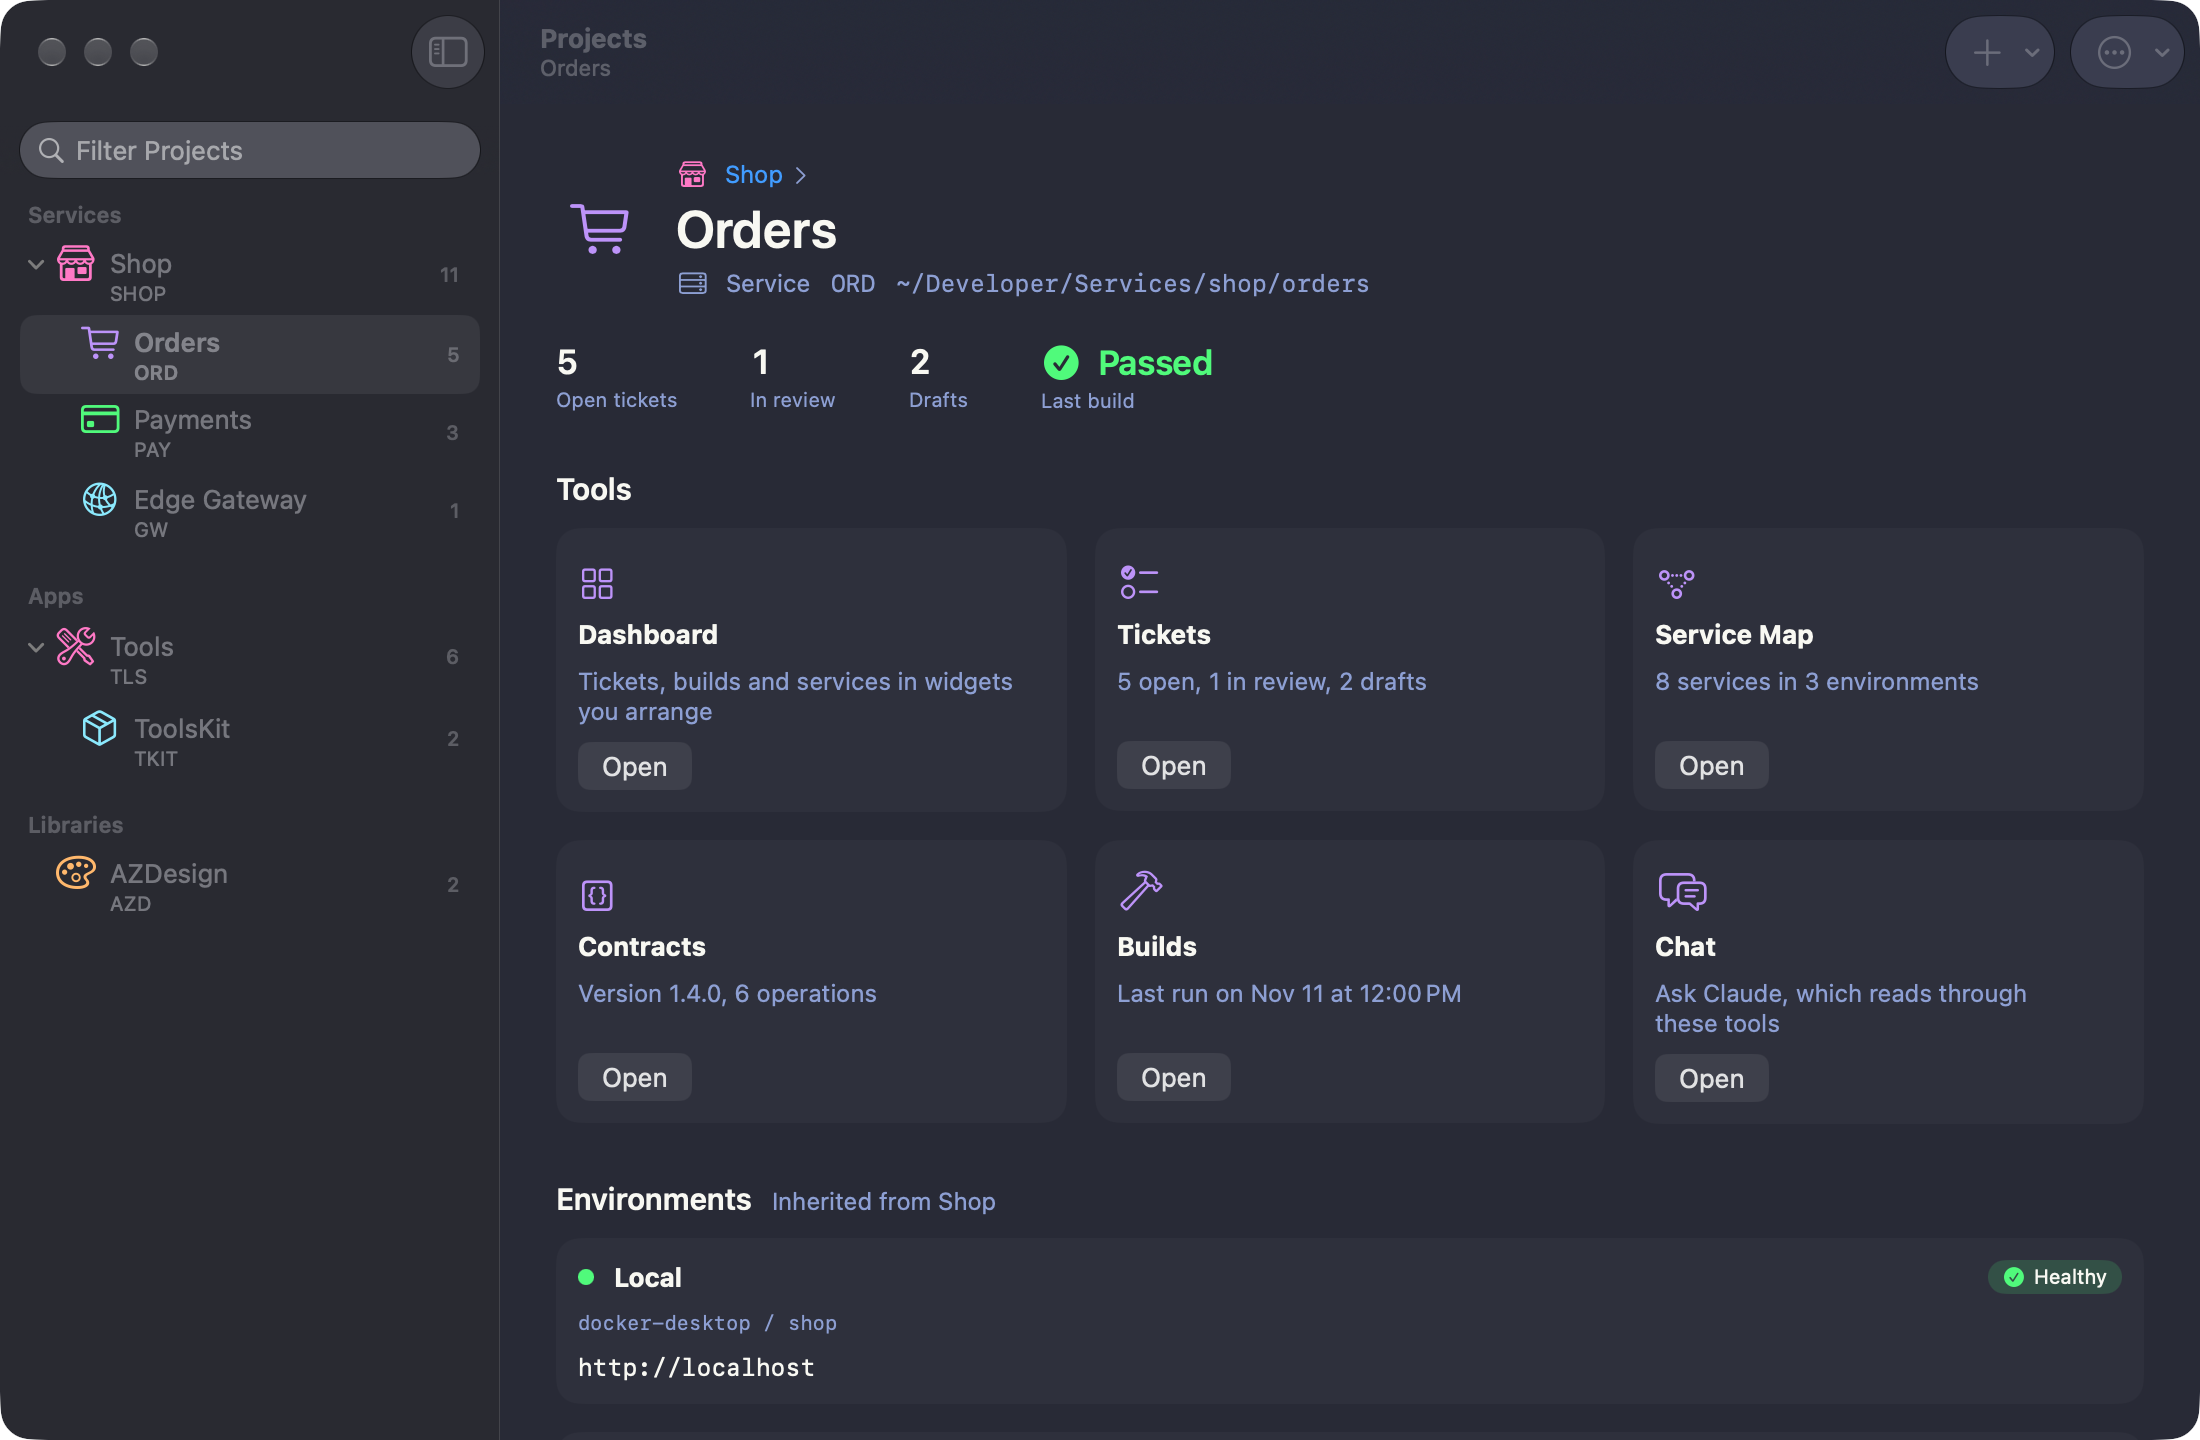 Projects
Orders
Filter Projects
Services
Shop
SHOP
11
Orders
ORD
5
Payments
PAY
3
Edge Gateway
GW
1
Apps
Tools
TLS
6
ToolsKit
TKIT
2
Libraries
AZDesign
AZD
2
Shop
Orders
Service ORD ~/Developer/Services/shop/orders
5
Open tickets
1
In review
2
Drafts
Passed
Last build
Tools
Dashboard
Tickets, builds and services in widgets
you arrange
Open
Tickets
5 open, 1 in review, 2 drafts
Open
Service Map
8 services in 3 environments
Open
Contracts
Version 1.4.0, 6 operations
Open
Builds
Last run on Nov 11 at 12:00 PM
Open
Chat
Ask Claude, which reads through
these tools
Open
Environments Inherited from Shop
Local
Healthy
docker-desktop / shop
http://localhost